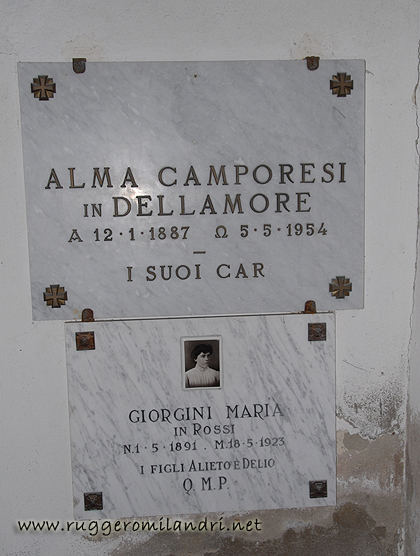 ALMA CAMPORESI
IN DELLAMORE
A 12·1·1887 Ω 5·5·1954
I SUOI CAR
GIORGINI MARIA
IN ROSSI
N.1·5·1891 . M.18·5·1923
I FIGLI ALIETO E DELIO
Q.M.P.
www.ruggeromilandri.net